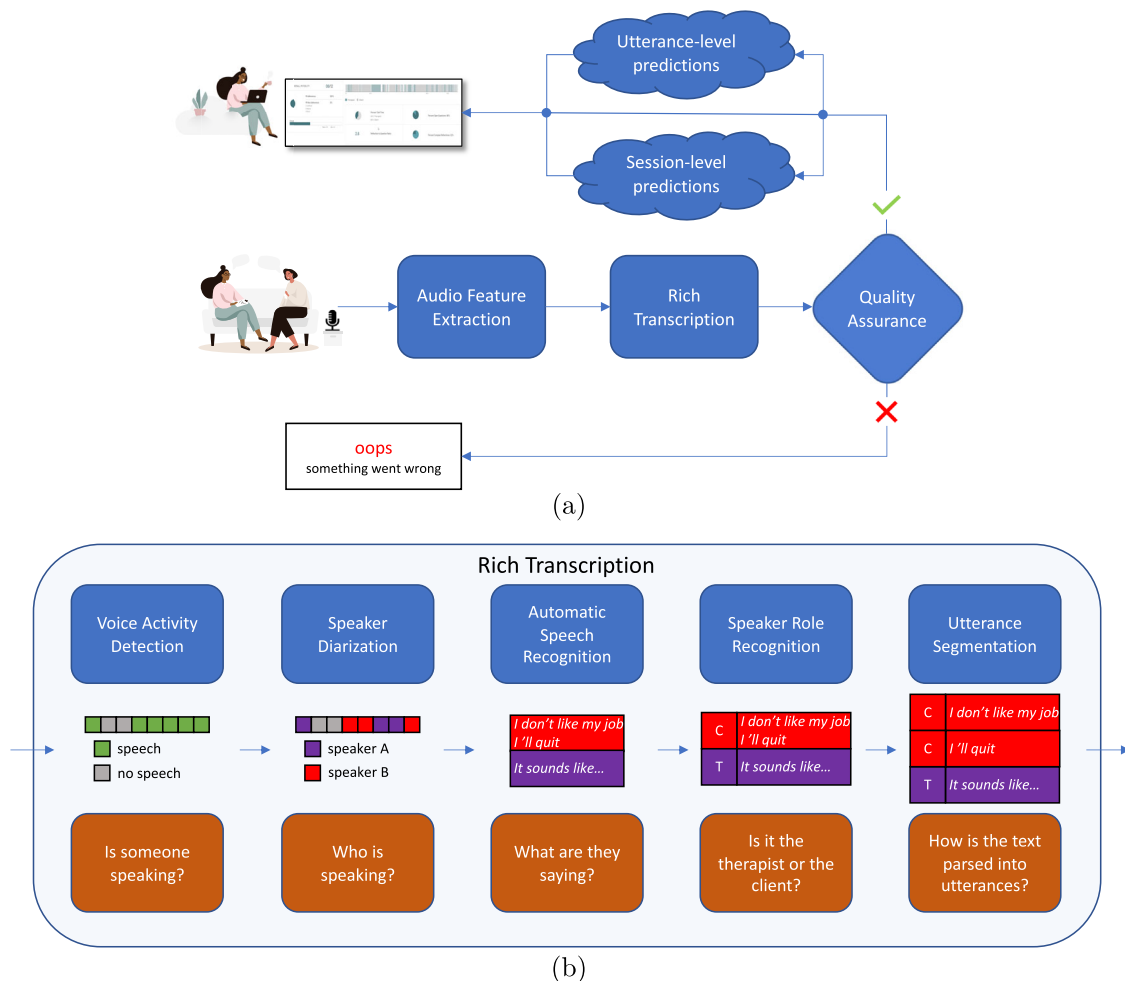 Utterance-level
predictions
Session-level
predictions
Audio Feature
Extraction
Rich
Transcription
Quality
Assurance
oops
something went wrong
(a)
Rich Transcription
Voice Activity
Detection
Speaker
Diarization
Automatic
Speech
Recognition
Speaker Role
Recognition
Utterance
Segmentation
speech
no speech
speaker A
speaker B
I don't like my job
I 'll quit
It sounds like...
C
I don't like my job
I 'll quit
T
It sounds like...
C
I don't like my job
C
I 'll quit
T
It sounds like...
Is someone
speaking?
Who is
speaking?
What are they
saying?
Is it the
therapist or the
client?
How is the text
parsed into
utterances?
(b)